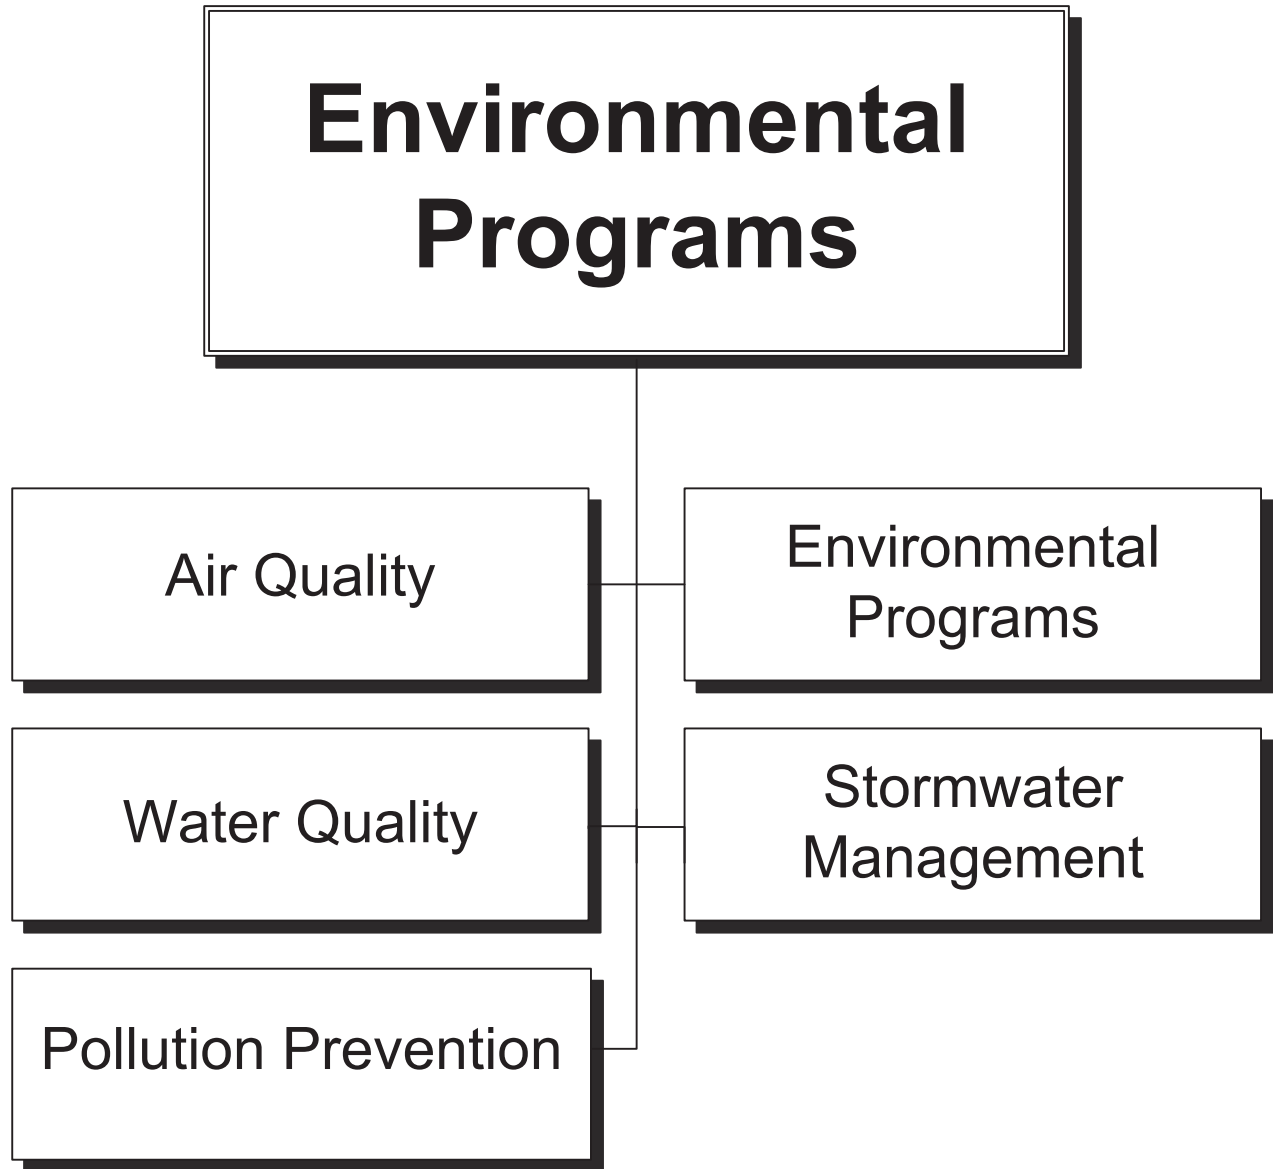 Environmental
Programs
Air Quality
Environmental
Programs
Water Quality
Stormwater
Management
Pollution Prevention